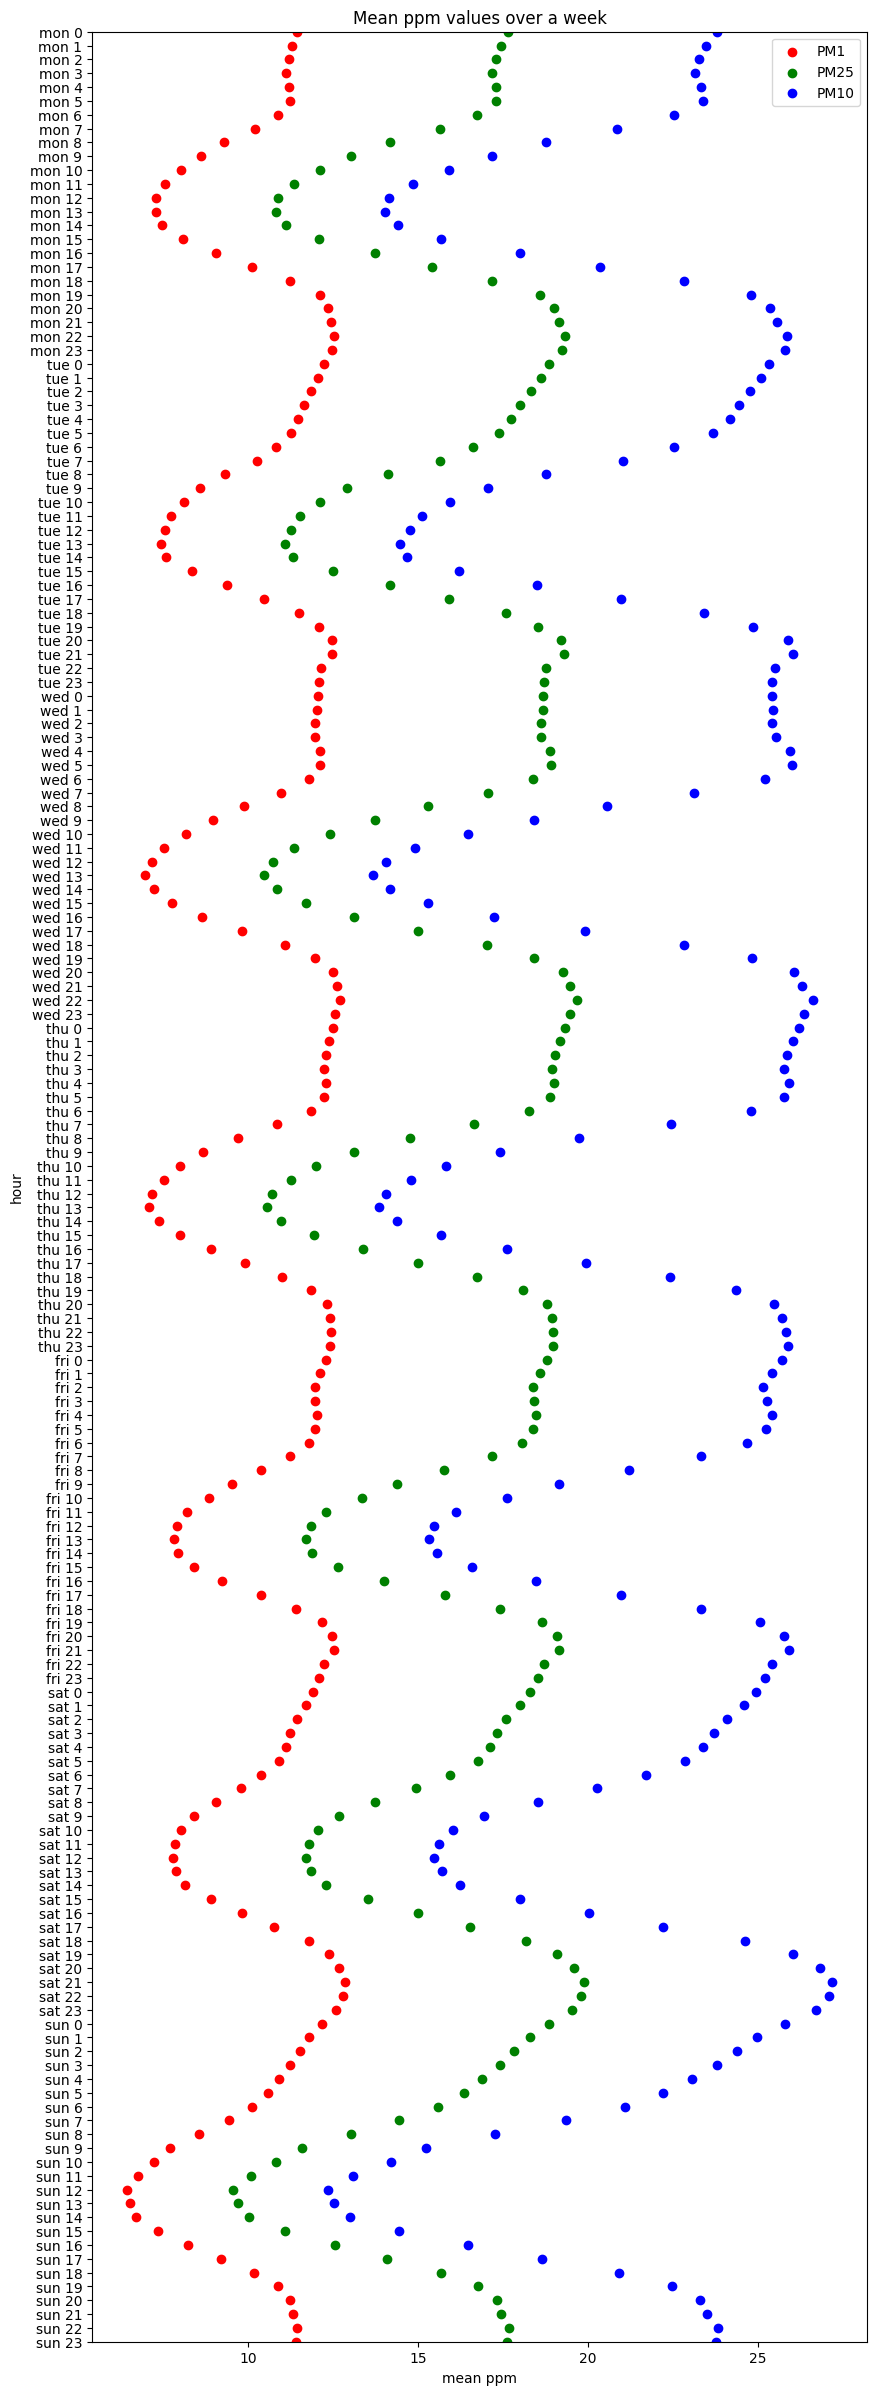 Mean ppm values over a week
PM1
PM25
PM10
mon 0
mon 1
mon 2
mon 3
mon 4
mon 5
mon 6
mon 7
mon 8
mon 9
mon 10
mon 11
mon 12
mon 13
mon 14
mon 15
mon 16
mon 17
mon 18
mon 19
mon 20
mon 21
mon 22
mon 23
tue 0
tue 1
tue 2
tue 3
tue 4
tue 5
tue 6
tue 7
tue 8
tue 9
tue 10
tue 11
tue 12
tue 13
tue 14
tue 15
tue 16
tue 17
tue 18
tue 19
tue 20
tue 21
tue 22
tue 23
wed 0
wed 1
wed 2
wed 3
wed 4
wed 5
wed 6
wed 7
wed 8
wed 9
wed 10
wed 11
wed 12
wed 13
wed 14
wed 15
wed 16
wed 17
wed 18
wed 19
wed 20
wed 21
wed 22
wed 23
thu 0
thu 1
thu 2
thu 3
thu 4
thu 5
thu 6
thu 7
thu 8
thu 9
thu 10
thu 11
thu 12
thu 13
thu 14
thu 15
thu 16
thu 17
thu 18
thu 19
thu 20
thu 21
thu 22
thu 23
fri 0
fri 1
fri 2
fri 3
fri 4
fri 5
fri 6
fri 7
fri 8
fri 9
fri 10
fri 11
fri 12
fri 13
fri 14
fri 15
fri 16
fri 17
fri 18
fri 19
fri 20
fri 21
fri 22
fri 23
sat 0
sat 1
sat 2
sat 3
sat 4
sat 5
sat 6
sat 7
sat 8
sat 9
sat 10
sat 11
sat 12
sat 13
sat 14
sat 15
sat 16
sat 17
sat 18
sat 19
sat 20
sat 21
sat 22
sat 23
sun 0
sun 1
sun 2
sun 3
sun 4
sun 5
sun 6
sun 7
sun 8
sun 9
sun 10
sun 11
sun 12
sun 13
sun 14
sun 15
sun 16
sun 17
sun 18
sun 19
sun 20
sun 21
sun 22
sun 23
hour
10 15 20 25
mean ppm